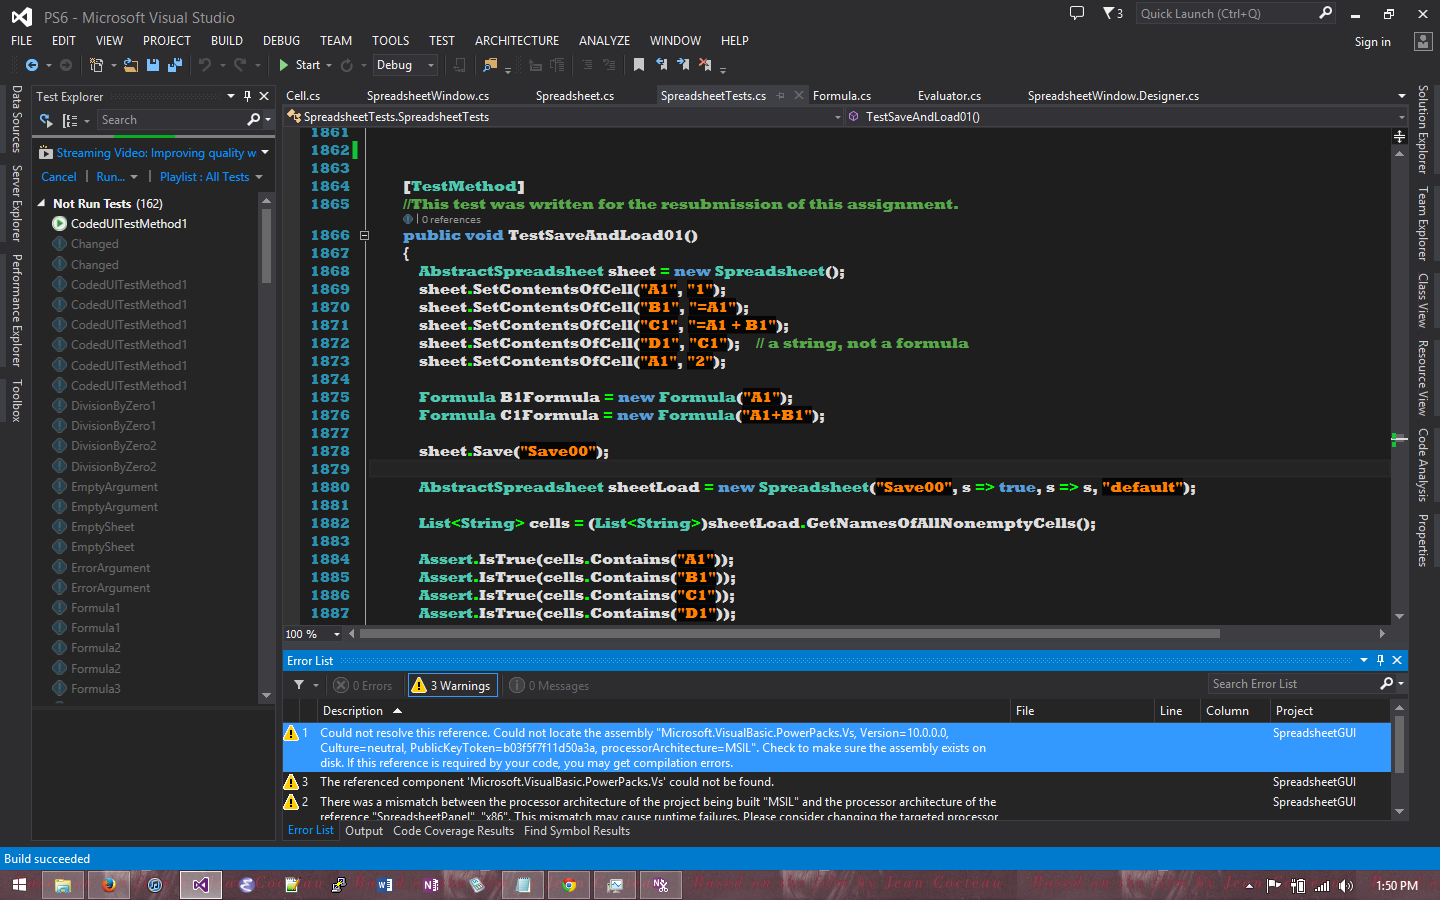 PS6 - Microsoft Visual Studio
3
Quick Launch (Ctrl+Q)
FILE EDIT VIEW PROJECT BUILD DEBUG TEAM TOOLS TEST ARCHITECTURE ANALYZE WINDOW HELP
Sign in
Start
Debug
Data Sources
Server Explorer
Performance Explorer
Toolbox
Test Explorer
Search
Streaming Video: Improving quality w
Cancel | Run... | Playlist : All Tests
Not Run Tests (162)
CodedUITestMethod1
Changed
Changed
CodedUITestMethod1
CodedUITestMethod1
CodedUITestMethod1
CodedUITestMethod1
CodedUITestMethod1
CodedUITestMethod1
DivisionByZero1
DivisionByZero1
DivisionByZero2
DivisionByZero2
EmptyArgument
EmptyArgument
EmptySheet
EmptySheet
ErrorArgument
ErrorArgument
Formula1
Formula1
Formula2
Formula2
Formula3
Cell.cs SpreadsheetWindow.cs Spreadsheet.cs SpreadsheetTests.cs Formula.cs Evaluator.cs SpreadsheetWindow.Designer.cs
SpreadsheetTests.SpreadsheetTests
TestSaveAndLoad01()
1861
1862
1863
1864 [TestMethod]
1865 //This test was written for the resubmission of this assignment.
| 0 references
1866 public void TestSaveAndLoad01()
1867 {
1868 AbstractSpreadsheet sheet = new Spreadsheet();
1869 sheet.SetContentsOfCell("A1", "1");
1870 sheet.SetContentsOfCell("B1", "=A1");
1871 sheet.SetContentsOfCell("C1", "=A1 + B1");
1872 sheet.SetContentsOfCell("D1", "C1"); // a string, not a formula
1873 sheet.SetContentsOfCell("A1", "2");
1874
1875 Formula B1Formula = new Formula("A1");
1876 Formula C1Formula = new Formula("A1+B1");
1877
1878 sheet.Save("Save00");
1879
1880 AbstractSpreadsheet sheetLoad = new Spreadsheet("Save00", s => true, s => s, "default");
1881
1882 List<String> cells = (List<String>)sheetLoad.GetNamesOfAllNonemptyCells();
1883
1884 Assert.IsTrue(cells.Contains("A1"));
1885 Assert.IsTrue(cells.Contains("B1"));
1886 Assert.IsTrue(cells.Contains("C1"));
1887 Assert.IsTrue(cells.Contains("D1"));
100 %
Solution Explorer
Team Explorer
Class View
Resource View
Code Analysis
Properties
Error List
0 Errors
3 Warnings
0 Messages
Search Error List
Description File Line Column Project
1 Could not resolve this reference. Could not locate the assembly "Microsoft.VisualBasic.PowerPacks.Vs, Version=10.0.0.0, SpreadsheetGUI
Culture=neutral, PublicKeyToken=b03f5f7f11d50a3a, processorArchitecture=MSIL". Check to make sure the assembly exists on
disk. If this reference is required by your code, you may get compilation errors.
3 The referenced component 'Microsoft.VisualBasic.PowerPacks.Vs' could not be found. SpreadsheetGUI
2 There was a mismatch between the processor architecture of the project being built "MSIL" and the processor architecture of the SpreadsheetGUI
reference "SpreadsheetPanel", "x86". This mismatch may cause runtime failures. Please consider changing the targeted processor
Error List Output Code Coverage Results Find Symbol Results
Build succeeded
1:50 PM